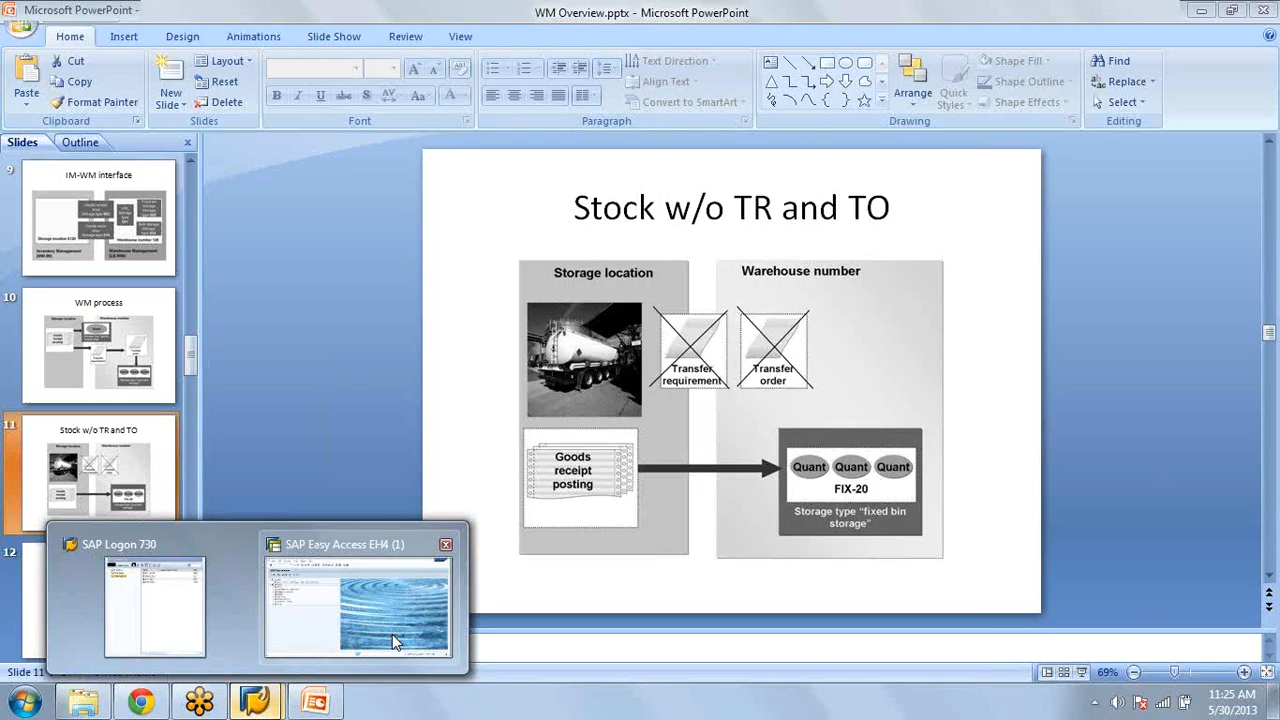 Microsoft PowerPoint -
WM Overview.pptx - Microsoft PowerPoint
Home Insert Design Animations Slide Show Review View
Paste Cut Copy Format Painter
Clipboard
New Slide Layout Reset Delete
Slides
B I U abc S AV Aa A
Font
Text Direction Align Text Convert to SmartArt
Paragraph
Arrange Quick Styles Shape Fill Shape Outline Shape Effects
Drawing
Find Replace Select
Editing
Slides Outline
9
IM-WM interface
10
WM process
11
Stock w/o TR and TO
12
Stock w/o TR and TO
Storage location
Warehouse number
Transfer requirement
Transfer order
Goods receipt posting
Quant Quant Quant
FIX-20
Storage type "fixed bin storage"
SAP Logon 730
SAP Easy Access EH4 (1)
Slide 11
69%
11:25 AM
5/30/2013